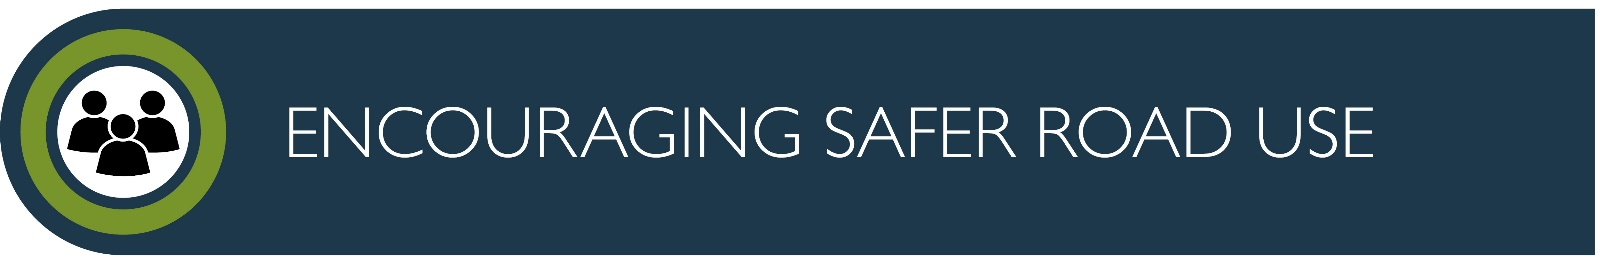 ENCOURAGING SAFER ROAD USE